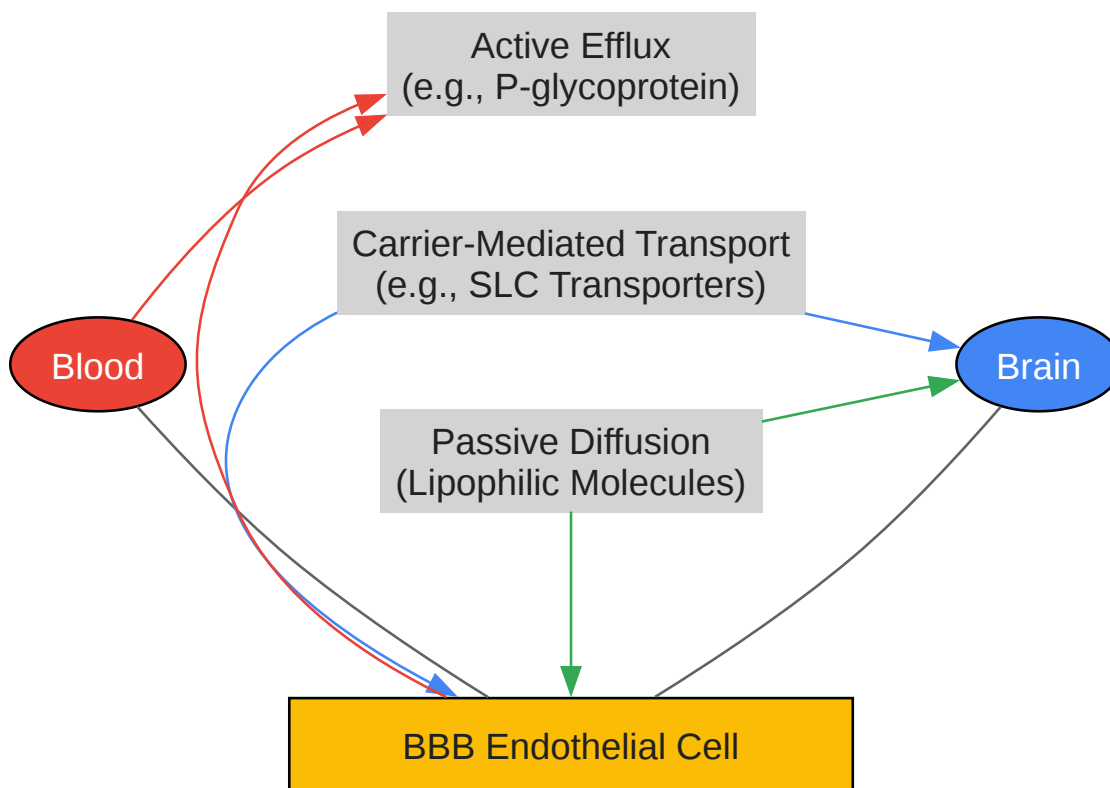 Active Efflux
(e.g., P-glycoprotein)
Carrier-Mediated Transport
(e.g., SLC Transporters)
Blood
Brain
Passive Diffusion
(Lipophilic Molecules)
BBB Endothelial Cell